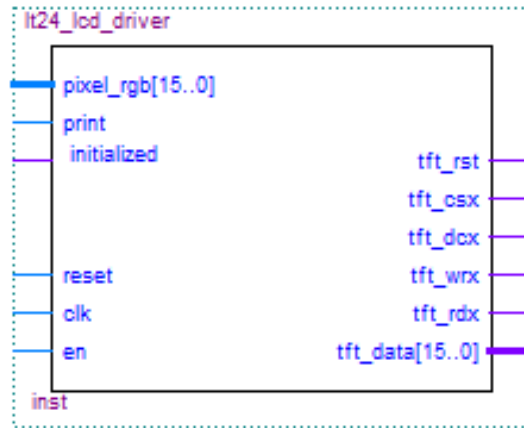 lt24_lcd_driver
pixel_rgb[15..0]
print
initialized
tft_rst
tft_csx
tft_dcx
reset
tft_wrx
clk
tft_rdx
en
tft_data[15..0]
inst